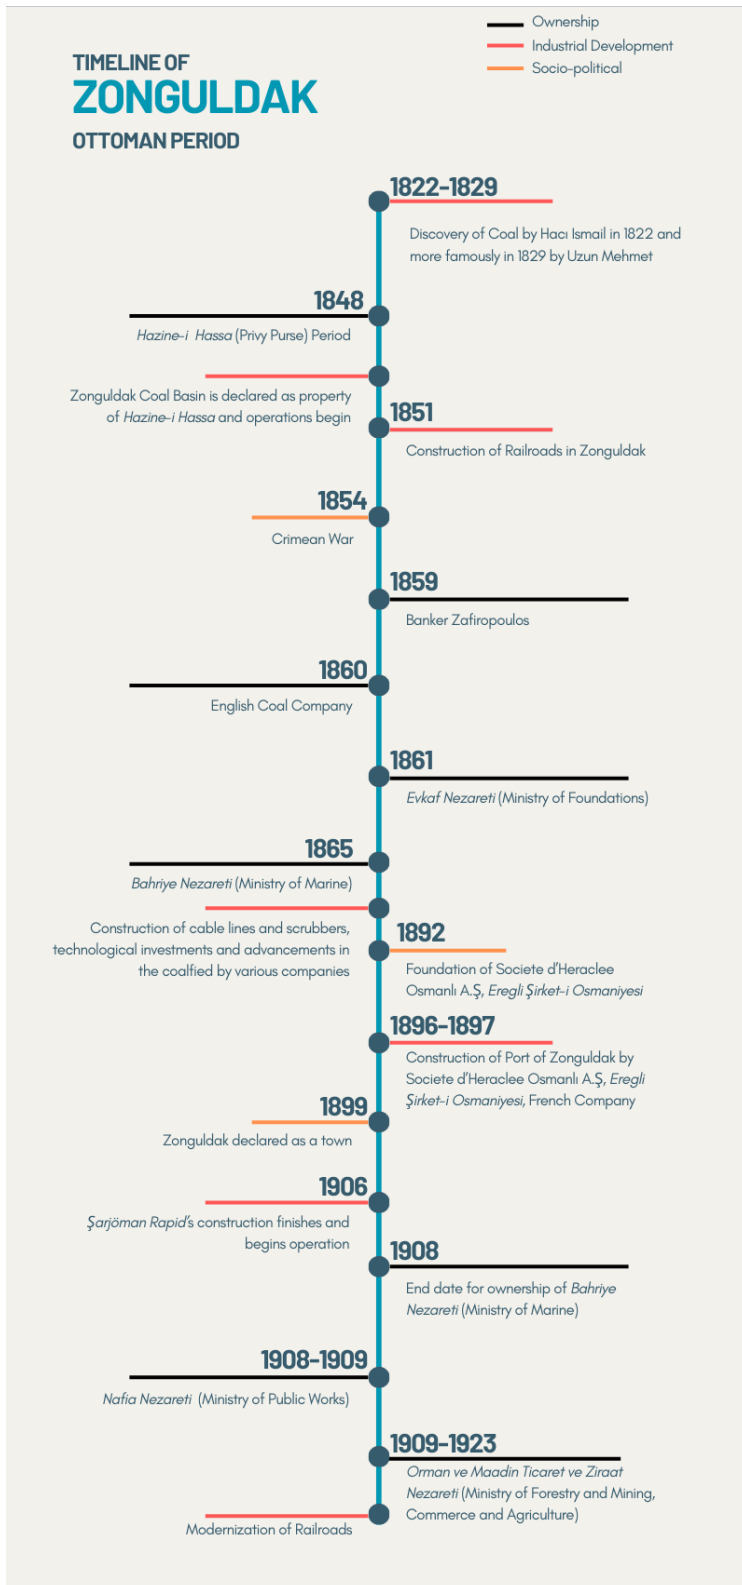 Ownership
Industrial Development
Socio-political
TIMELINE OF
ZONGULDAK
OTTOMAN PERIOD
1822-1829
Discovery of Coal by Hacı Ismail in 1822 and
more famously in 1829 by Uzun Mehmet
1848
Hazine-i Hassa (Privy Purse) Period
Zonguldak Coal Basin is declared as property
of Hazine-i Hassa and operations begin
1851
Construction of Railroads in Zonguldak
1854
Crimean War
1859
Banker Zafiropoulos
1860
English Coal Company
1861
Evkaf Nezareti (Ministry of Foundations)
1865
Bahriye Nezareti (Ministry of Marine)
Construction of cable lines and scrubbers,
technological investments and advancements in
the coalfied by various companies
1892
Foundation of Societe d'Heraclee
Osmanlı A.Ş, Eregli Şirket-i Osmaniyesi
1896-1897
Construction of Port of Zonguldak by
Societe d'Heraclee Osmanlı A.Ş, Eregli
Şirket-i Osmaniyesi, French Company
1899
Zonguldak declared as a town
1906
Şarjöman Rapid's construction finishes and
begins operation
1908
End date for ownership of Bahriye
Nezareti (Ministry of Marine)
1908-1909
Nafia Nezareti (Ministry of Public Works)
1909-1923
Orman ve Maadin Ticaret ve Ziraat
Nezareti (Ministry of Forestry and Mining,
Commerce and Agriculture)
Modernization of Railroads